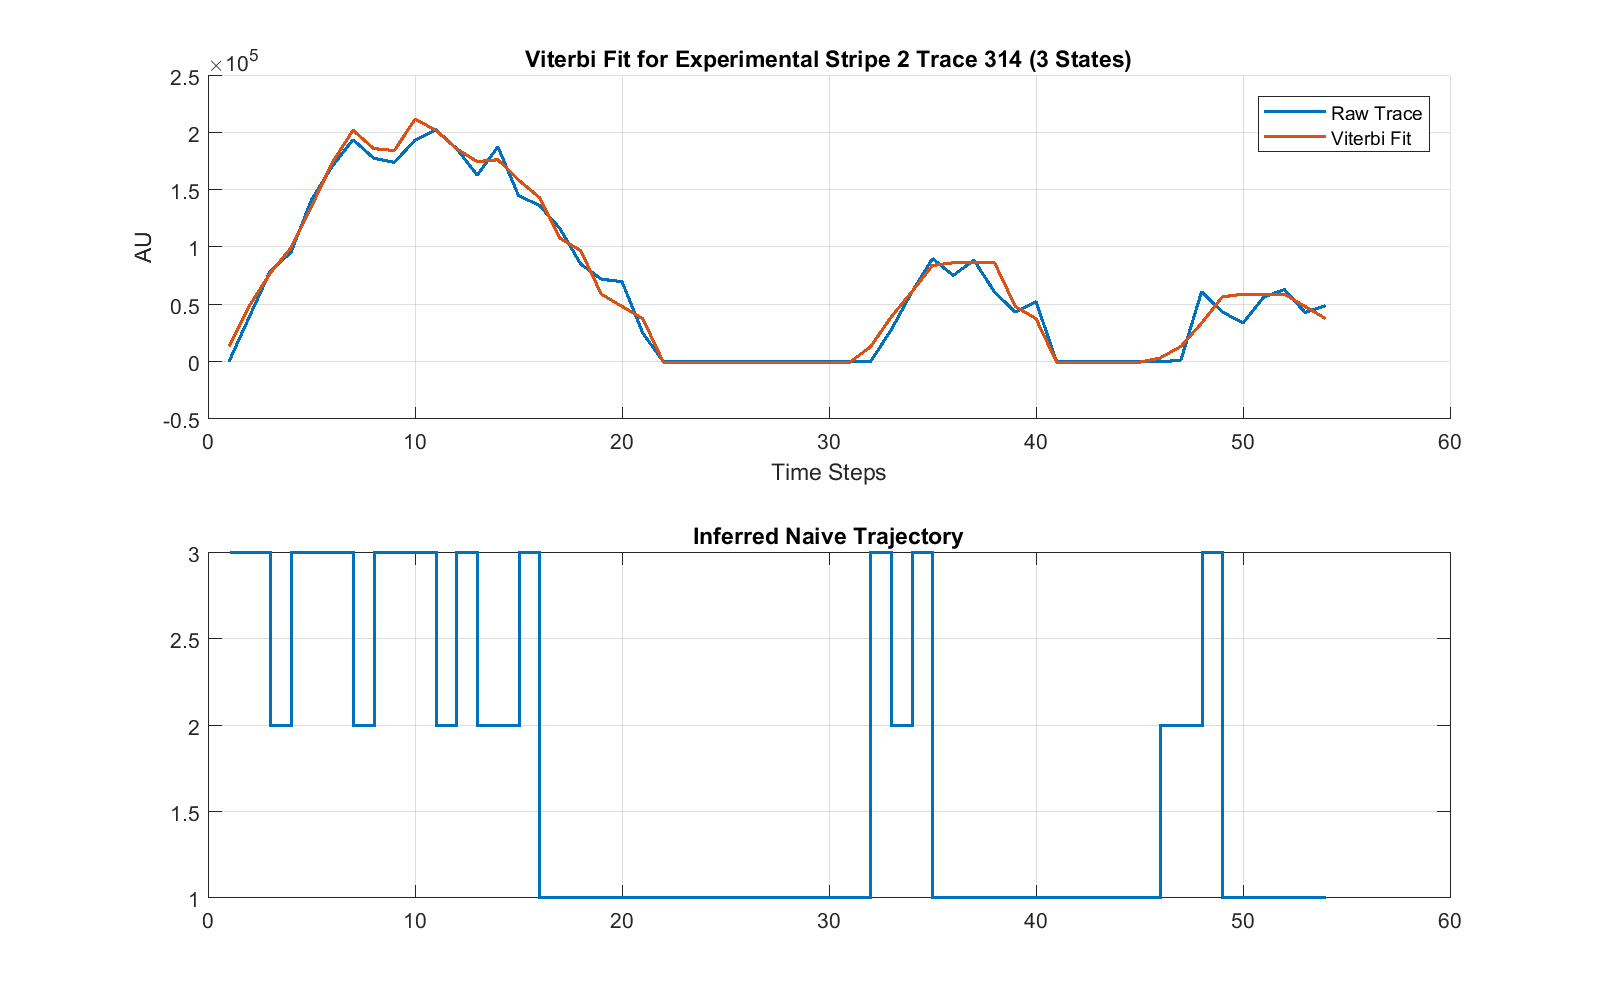 Viterbi Fit for Experimental Stripe 2 Trace 314 (3 States)
×10^5
2.5
2
1.5
1
0.5
0
-0.5
AU
Raw Trace
Viterbi Fit
0 10 20 30 40 50 60
Time Steps
Inferred Naive Trajectory
3
2.5
2
1.5
1
0 10 20 30 40 50 60